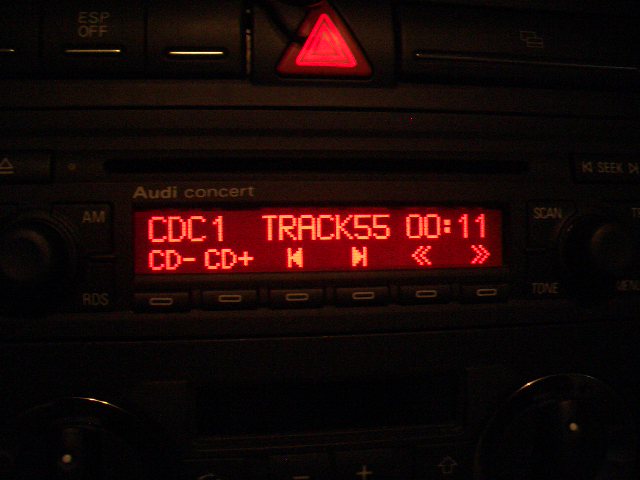 ESP
OFF
SEEK
Audi concert
AM
SCAN
CDC1 TRACK55 00:11
CD- CD+
RDS
TONE